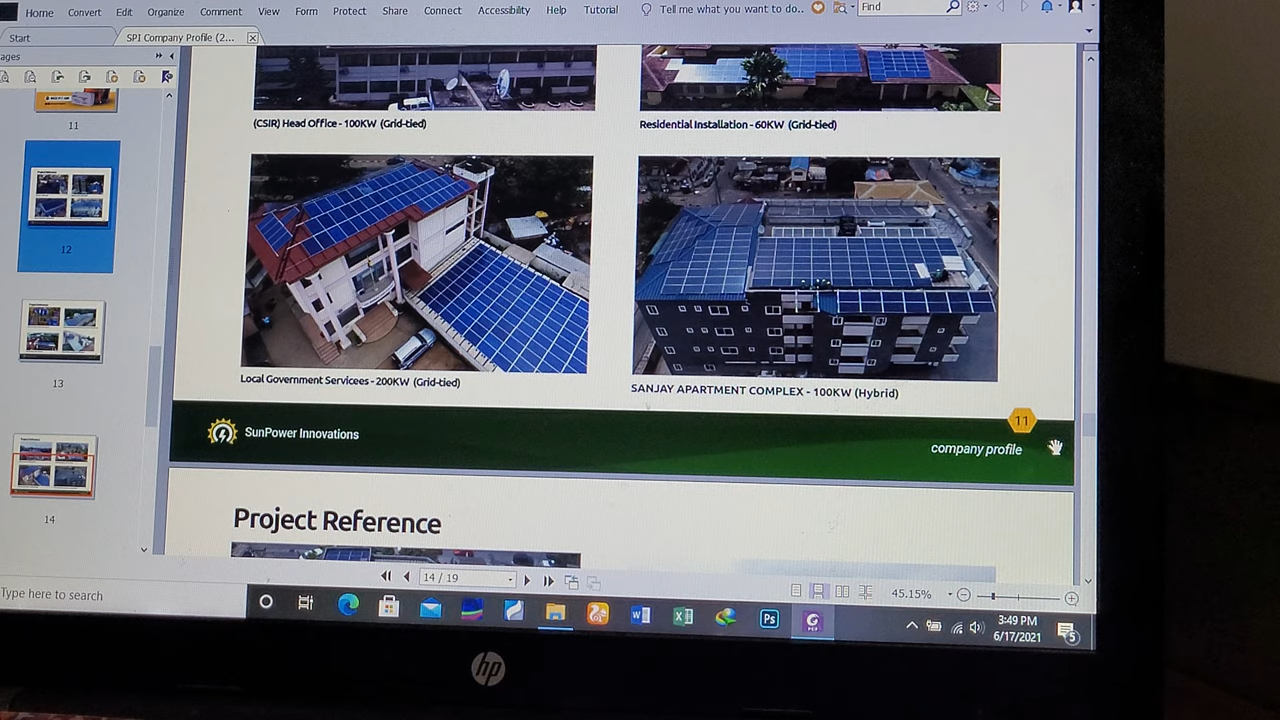 Home Convert Edit Organize Comment View Form Protect Share Connect Accessibility Help Tutorial Tell me what you want to do.. Find
Start SPI Company Profile (2...
ages
11
12
13
14
(CSIR) Head Office - 100KW (Grid-tied)
Residential Installation - 60KW (Grid-tied)
Local Government Servicees - 200KW (Grid-tied)
SANJAY APARTMENT COMPLEX - 100KW (Hybrid)
SunPower Innovations
11
company profile
Project Reference
14 / 19
45.15%
Type here to search
W
X
Ps
PDF
3:49 PM
6/17/2021
5
hp